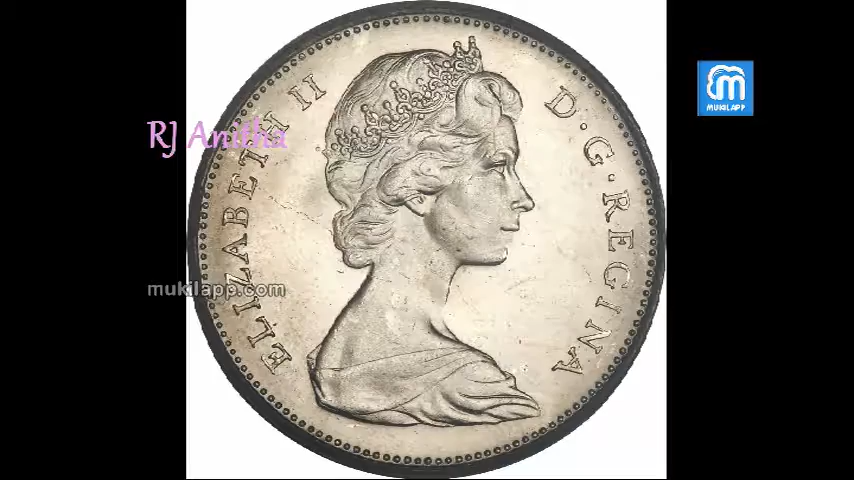 ELIZABETH II D·G·REGINA
RJ Anitha
mukilapp.com
M
MUKILAPP